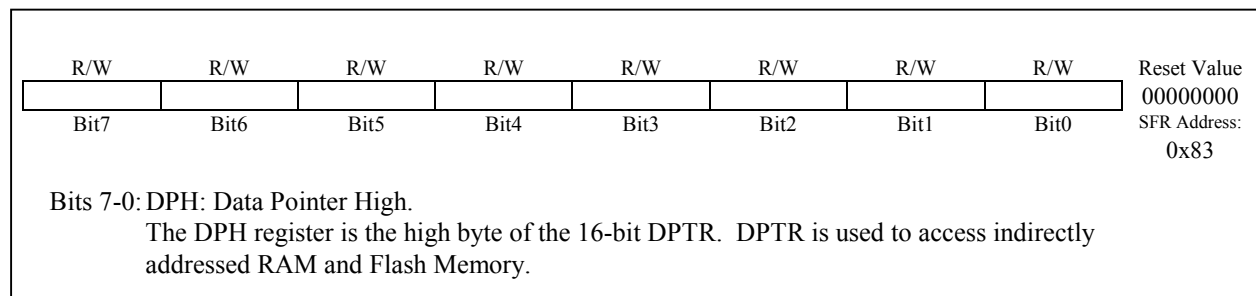 R/W R/W R/W R/W R/W R/W R/W R/W Reset Value
00000000
Bit7 Bit6 Bit5 Bit4 Bit3 Bit2 Bit1 Bit0 SFR Address:
0x83
Bits 7-0: DPH: Data Pointer High.
The DPH register is the high byte of the 16-bit DPTR. DPTR is used to access indirectly
addressed RAM and Flash Memory.